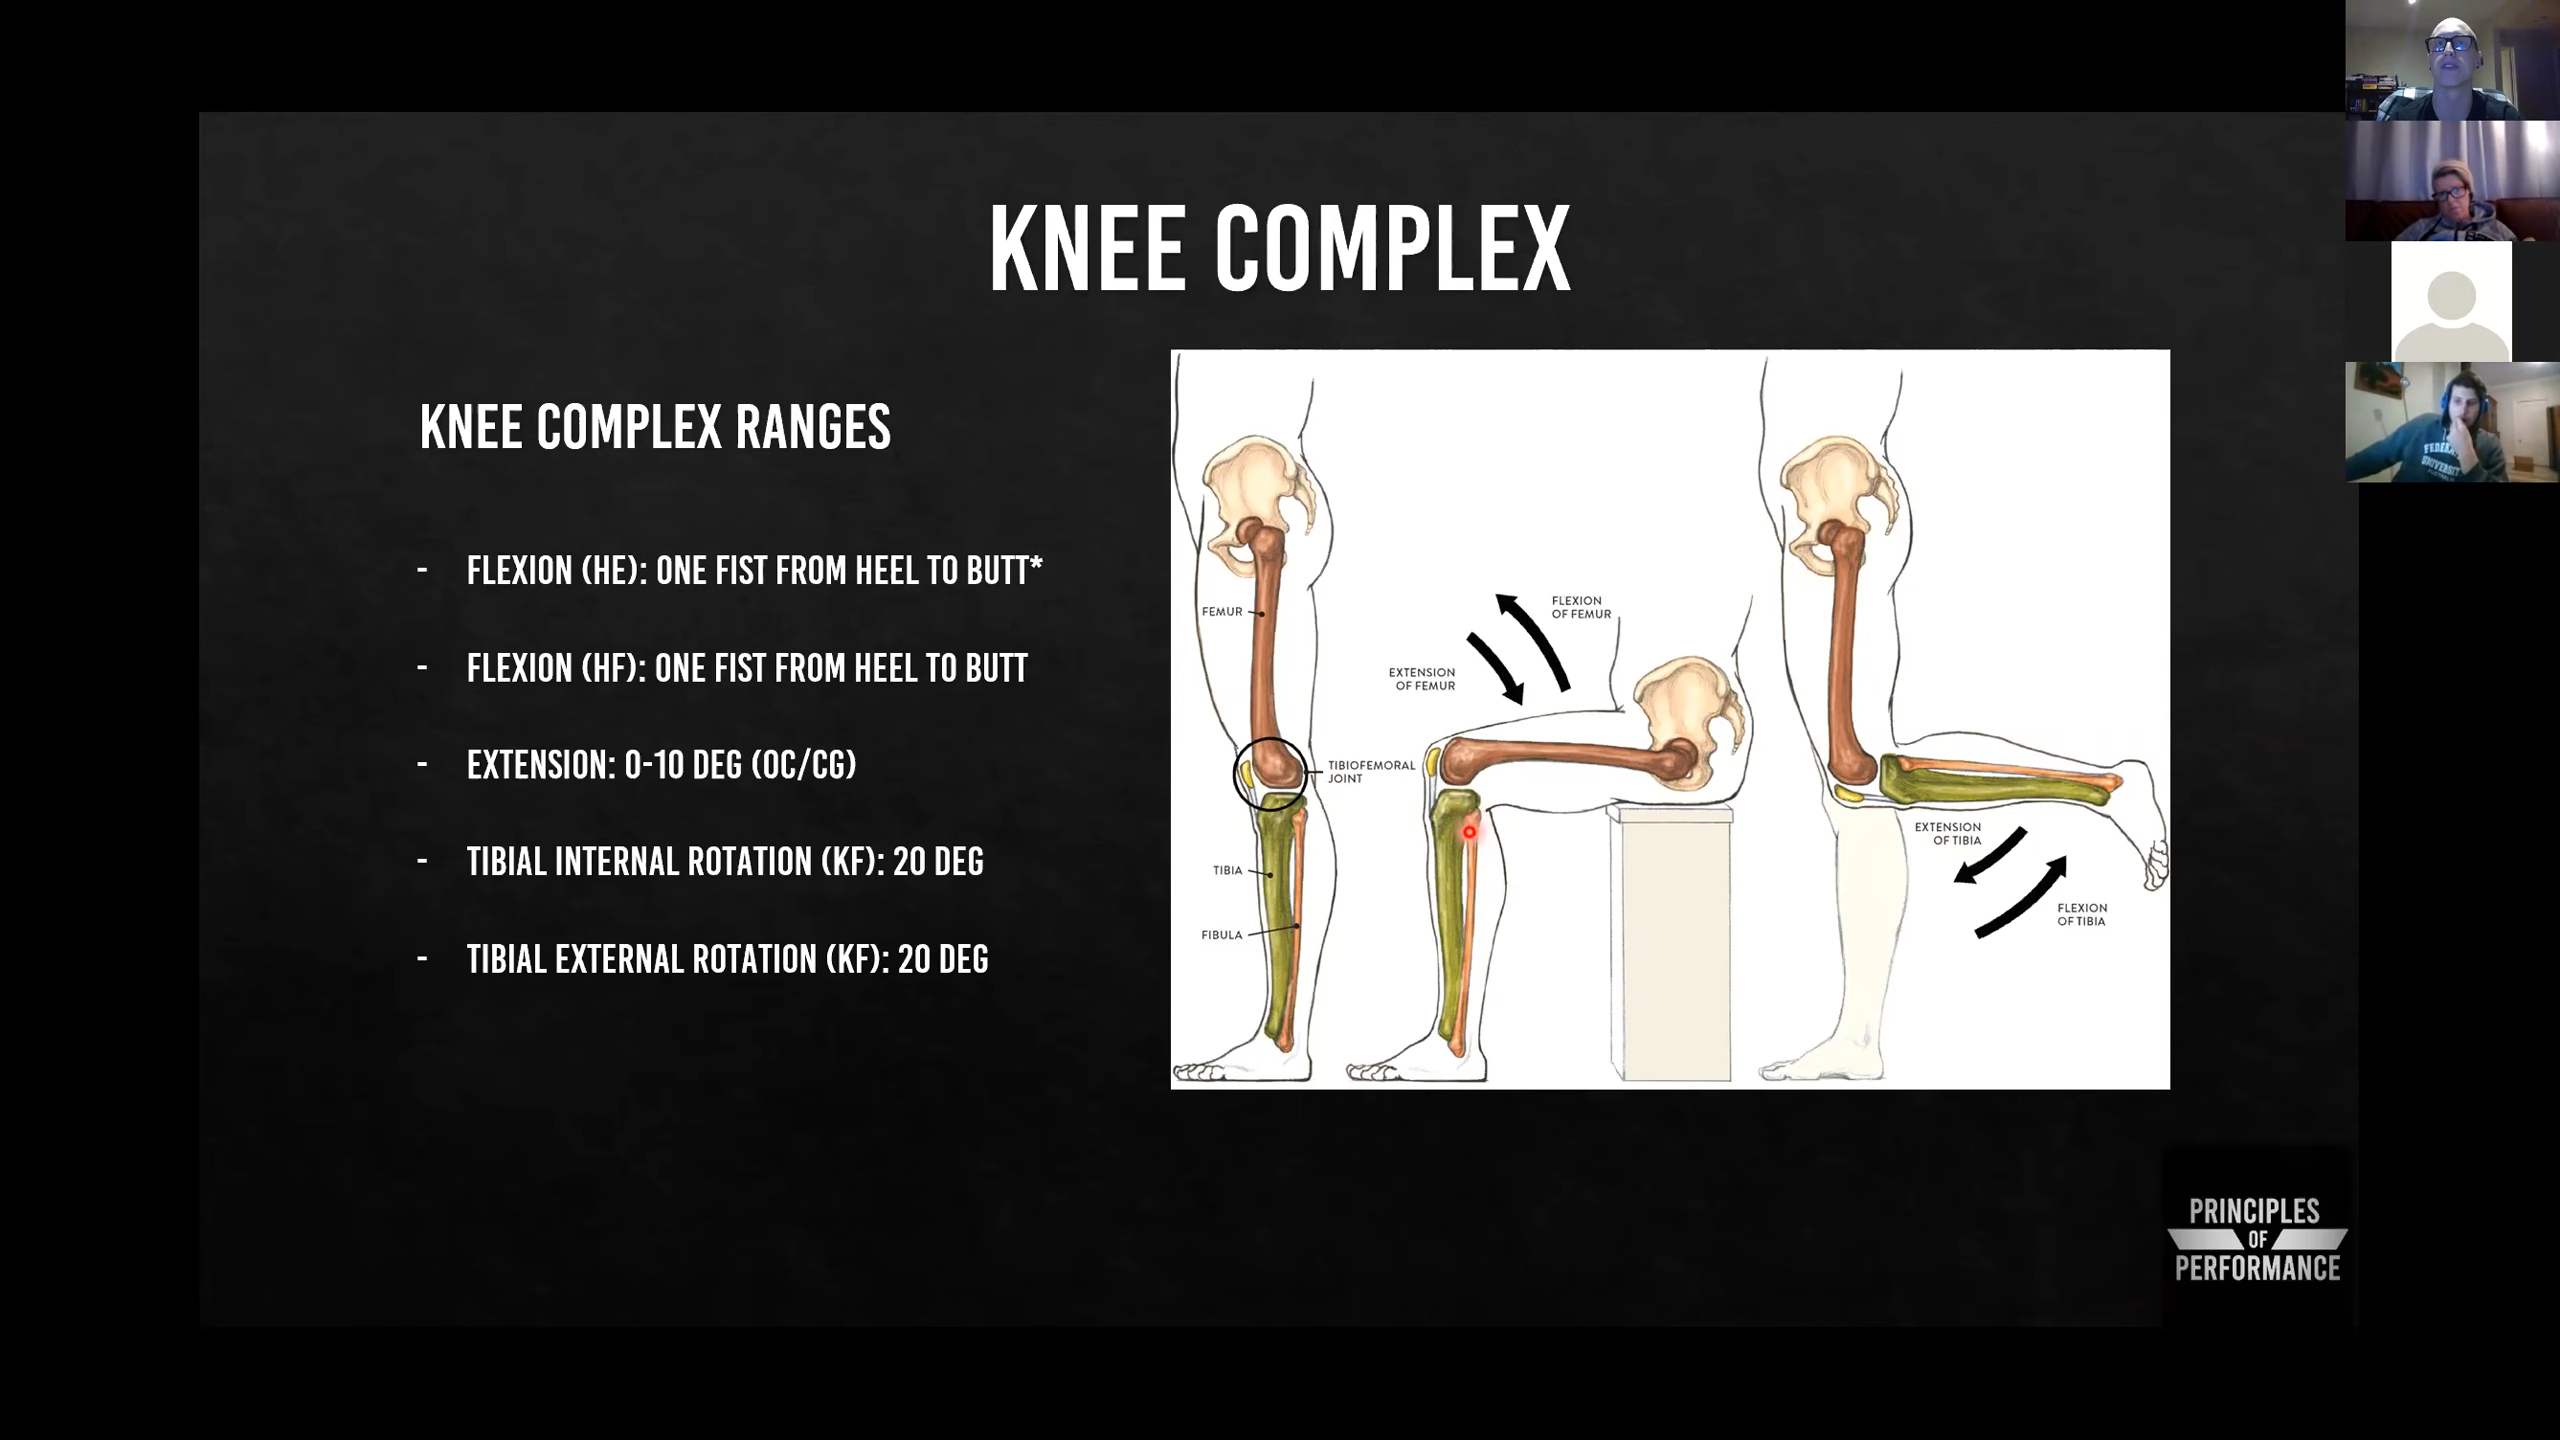 KNEE COMPLEX
KNEE COMPLEX RANGES
- FLEXION (HE): ONE FIST FROM HEEL TO BUTT*
- FLEXION (HF): ONE FIST FROM HEEL TO BUTT
- EXTENSION: 0-10 DEG (OC/CG)
- TIBIAL INTERNAL ROTATION (KF): 20 DEG
- TIBIAL EXTERNAL ROTATION (KF): 20 DEG
FEMUR
TIBIOFEMORAL
JOINT
TIBIA
FIBULA
FLEXION
OF FEMUR
EXTENSION
OF FEMUR
EXTENSION
OF TIBIA
FLEXION
OF TIBIA
PRINCIPLES
OF
PERFORMANCE